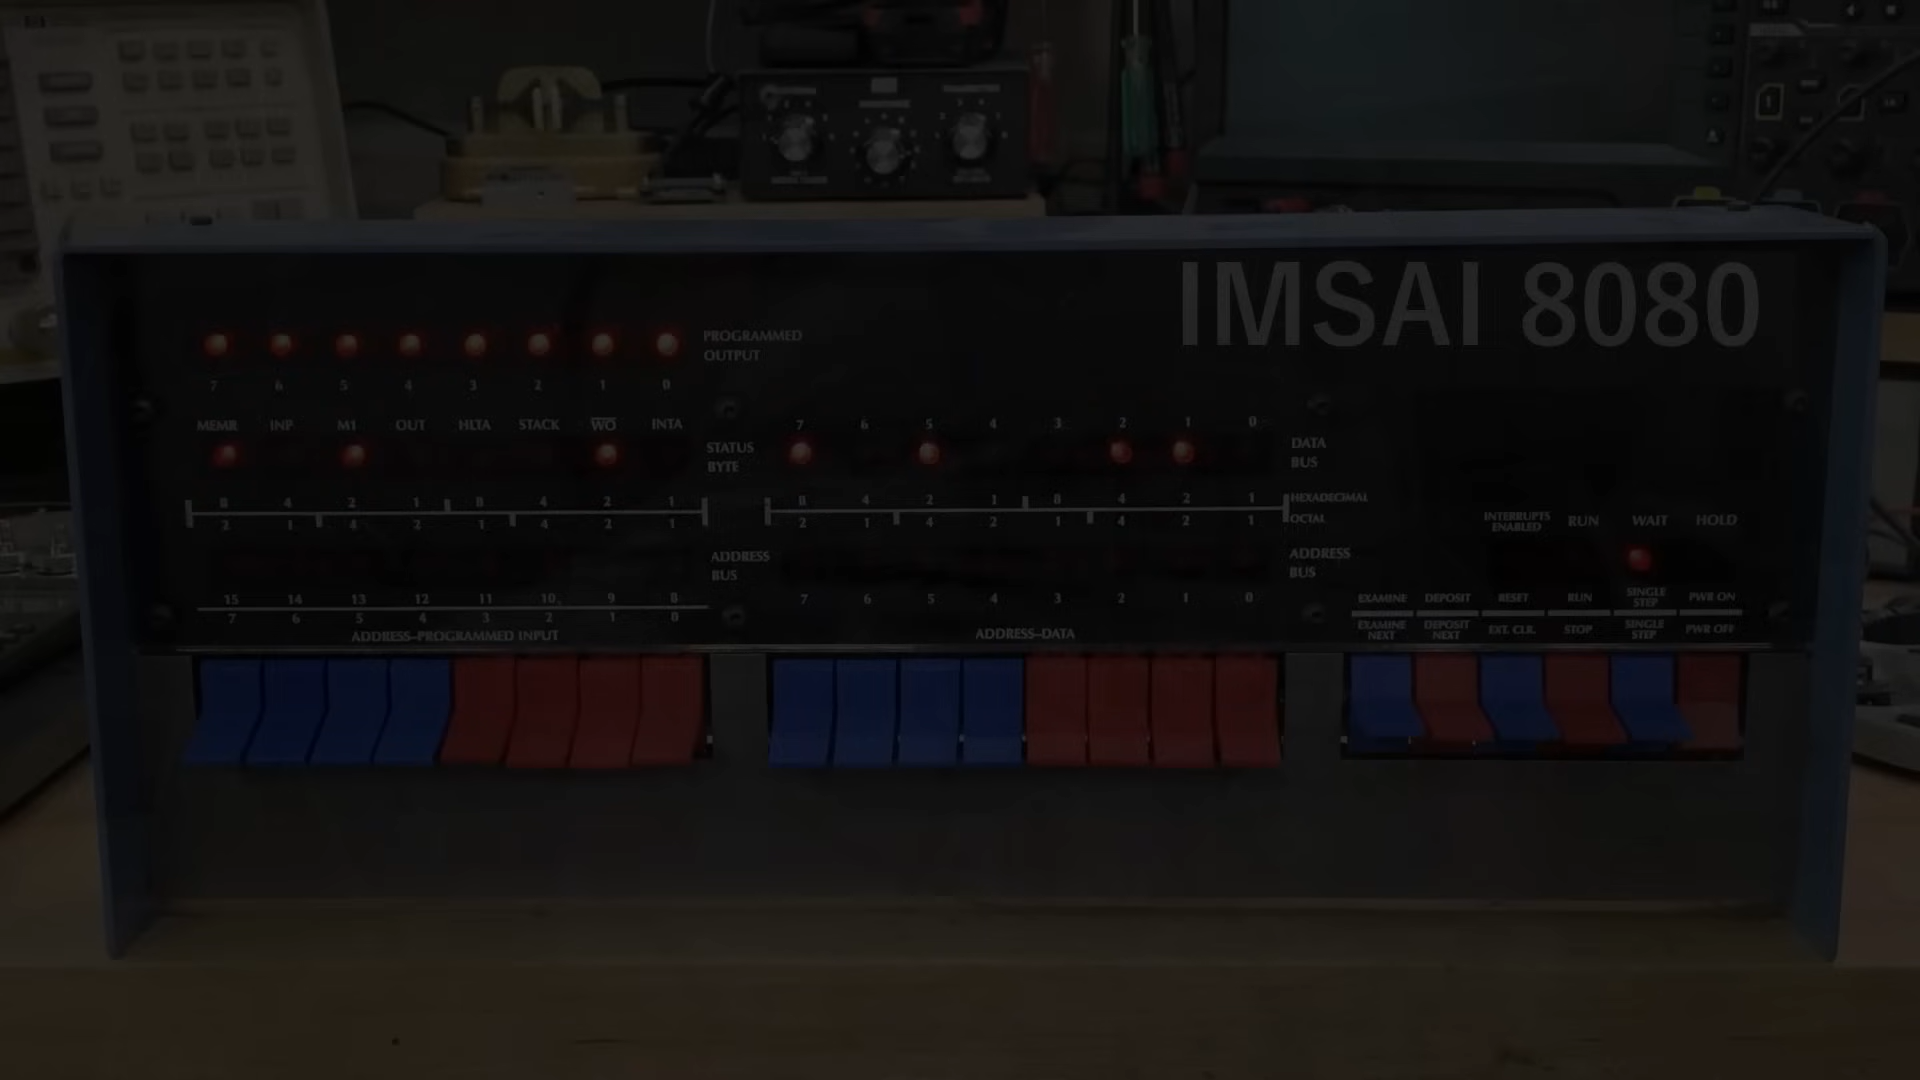 IMSAI 8080
PROGRAMMED
OUTPUT
7 6 5 4 3 2 1 0
MEMR INP M1 OUT HLTA STACK WO INTA
STATUS
BYTE
7 6 5 4 3 2 1 0
DATA
BUS
8 4 2 1 8 4 2 1
2 1 4 2 1 4 2 1
8 4 2 1 8 4 2 1
HEXADECIMAL
2 1 4 2 1 4 2 1
OCTAL
ADDRESS
BUS
ADDRESS
BUS
INTERRUPTS
ENABLED
RUN
WAIT
HOLD
15 14 13 12 11 10 9 8
7 6 5 4 3 2 1 0
ADDRESS-PROGRAMMED INPUT
7 6 5 4 3 2 1 0
ADDRESS-DATA
EXAMINE
EXAMINE
NEXT
DEPOSIT
DEPOSIT
NEXT
RESET
EXT. CLR.
RUN
STOP
SINGLE
STEP
SINGLE
STEP
PWR ON
PWR OFF